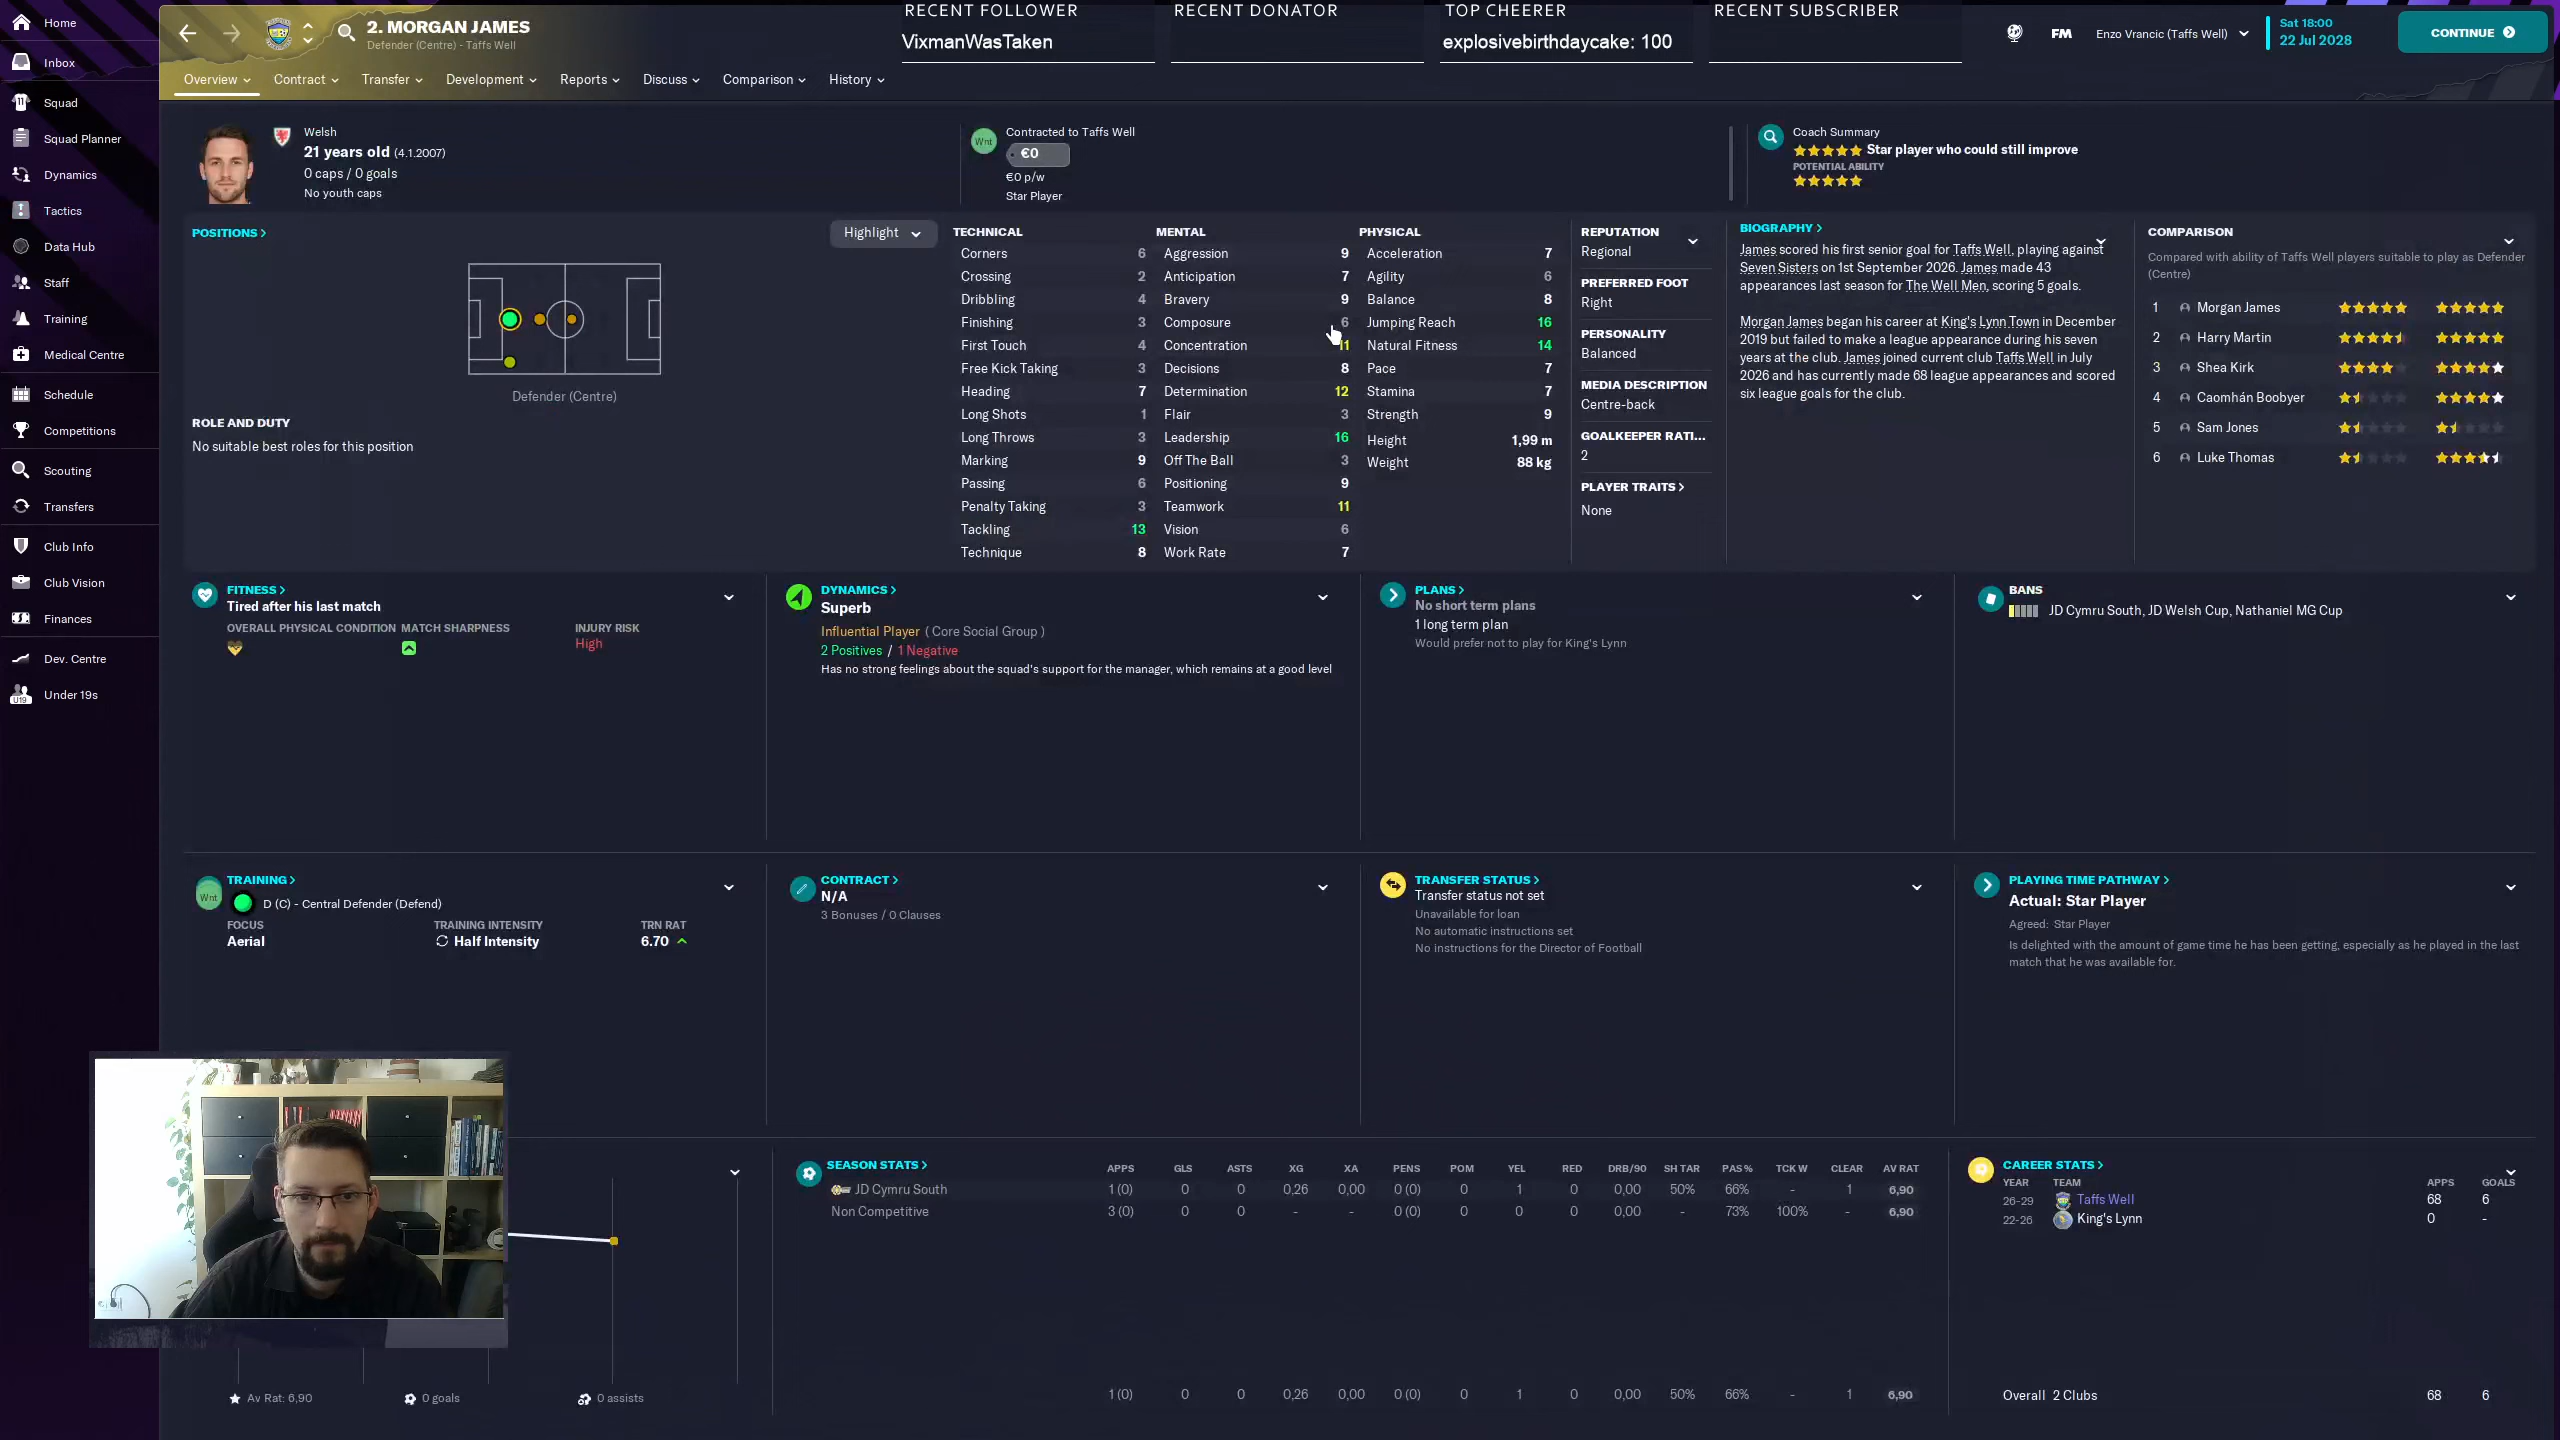 Home
Inbox
Squad
Squad Planner
Dynamics
Tactics
Data Hub
Staff
Training
Medical Centre
Schedule
Competitions
Scouting
Transfers
Club Info
Club Vision
Finances
Dev. Centre
Under 19s
2. MORGAN JAMES
Defender (Centre) - Taffs Well
RECENT FOLLOWER
VixmanWasTaken
RECENT DONATOR
TOP CHEERER
explosivebirthdaycake: 100
RECENT SUBSCRIBER
FM
Enzo Vrancic (Taffs Well)
Sat 18:00
22 Jul 2028
CONTINUE
Overview Contract Transfer Development Reports Discuss Comparison History
Welsh
21 years old (4.1.2007)
0 caps / 0 goals
No youth caps
Wnt
Contracted to Taffs Well
€0
€0 p/w
Star Player
Coach Summary
Star player who could still improve
POTENTIAL ABILITY
POSITIONS
Highlight
Defender (Centre)
ROLE AND DUTY
No suitable best roles for this position
TECHNICAL
Corners 6
Crossing 2
Dribbling 4
Finishing 3
First Touch 4
Free Kick Taking 3
Heading 7
Long Shots 1
Long Throws 3
Marking 9
Passing 6
Penalty Taking 3
Tackling 13
Technique 8
MENTAL
Aggression 9
Anticipation 7
Bravery 9
Composure 6
Concentration 11
Decisions 8
Determination 12
Flair 3
Leadership 16
Off The Ball 3
Positioning 9
Teamwork 11
Vision 6
Work Rate 7
PHYSICAL
Acceleration 7
Agility 6
Balance 8
Jumping Reach 16
Natural Fitness 14
Pace 7
Stamina 7
Strength 9
Height 1,99 m
Weight 88 kg
REPUTATION
Regional
PREFERRED FOOT
Right
PERSONALITY
Balanced
MEDIA DESCRIPTION
Centre-back
GOALKEEPER RATI...
2
PLAYER TRAITS
None
BIOGRAPHY
James scored his first senior goal for Taffs Well, playing against
Seven Sisters on 1st September 2026. James made 43
appearances last season for The Well Men, scoring 5 goals.
Morgan James began his career at King's Lynn Town in December
2019 but failed to make a league appearance during his seven
years at the club. James joined current club Taffs Well in July
2026 and has currently made 68 league appearances and scored
six league goals for the club.
COMPARISON
Compared with ability of Taffs Well players suitable to play as Defender
(Centre)
1 Morgan James
2 Harry Martin
3 Shea Kirk
4 Caomhán Boobyer
5 Sam Jones
6 Luke Thomas
FITNESS
Tired after his last match
OVERALL PHYSICAL CONDITION MATCH SHARPNESS INJURY RISK
High
DYNAMICS
Superb
Influential Player ( Core Social Group )
2 Positives / 1 Negative
Has no strong feelings about the squad's support for the manager, which remains at a good level
PLANS
No short term plans
1 long term plan
Would prefer not to play for King's Lynn
BANS
JD Cymru South, JD Welsh Cup, Nathaniel MG Cup
Wnt
TRAINING
D (C) - Central Defender (Defend)
FOCUS TRAINING INTENSITY TRN RAT
Aerial Half Intensity 6.70
CONTRACT
N/A
3 Bonuses / 0 Clauses
TRANSFER STATUS
Transfer status not set
Unavailable for loan
No automatic instructions set
No instructions for the Director of Football
PLAYING TIME PATHWAY
Actual: Star Player
Agreed: Star Player
Is delighted with the amount of game time he has been getting, especially as he played in the last
match that he was available for.
Av Rat: 6,90 0 goals 0 assists
SEASON STATS APPS GLS ASTS XG XA PENS POM YEL RED DRB/90 SH TAR PAS % TCK W CLEAR AV RAT
JD Cymru South 1 (0) 0 0 0,26 0,00 0 (0) 0 1 0 0,00 50% 66% - 1 6,90
Non Competitive 3 (0) 0 0 - - 0 (0) 0 0 0 0,00 - 73% 100% - 6,90
1 (0) 0 0 0,26 0,00 0 (0) 0 1 0 0,00 50% 66% - 1 6,90
CAREER STATS
YEAR TEAM APPS GOALS
26-29 Taffs Well 68 6
22-26 King's Lynn 0 -
Overall 2 Clubs 68 6